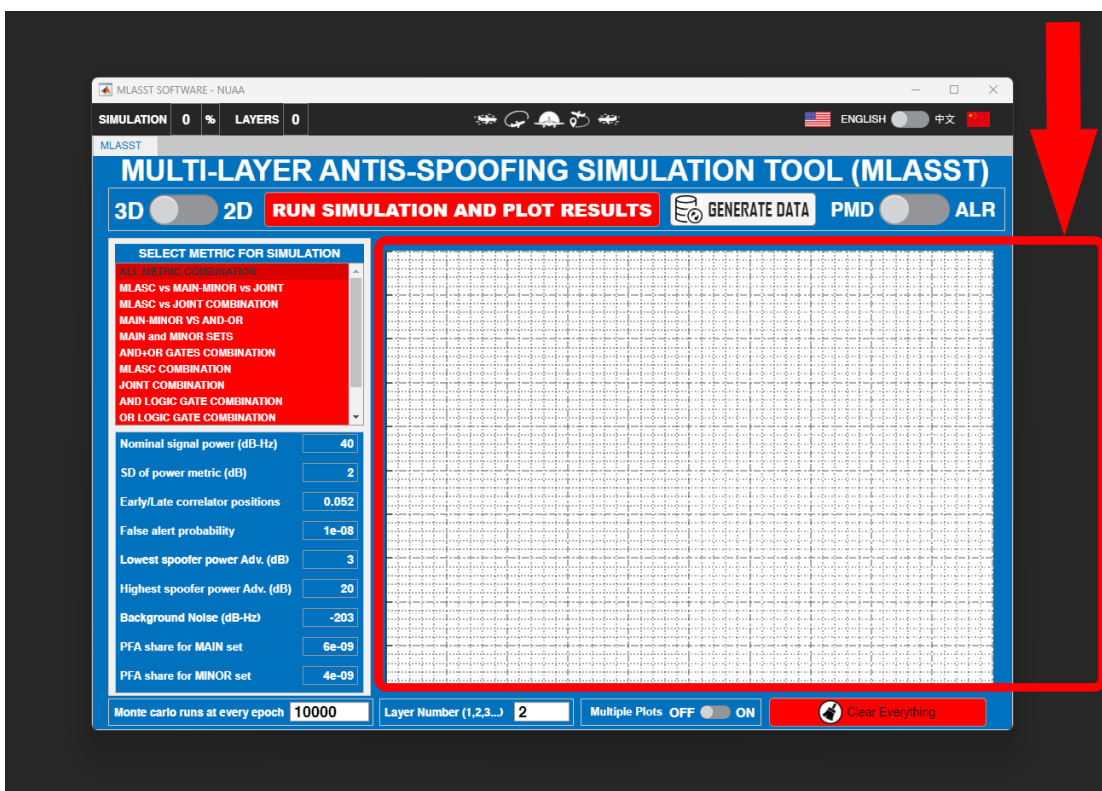 MLASST SOFTWARE - NUAA
SIMULATION 0 % LAYERS 0 ENGLISH 中文
MLASST
MULTI-LAYER ANTIS-SPOOFING SIMULATION TOOL (MLASST)
3D 2D RUN SIMULATION AND PLOT RESULTS GENERATE DATA PMD ALR
SELECT METRIC FOR SIMULATION
ALL METRIC COMBINATION
MLASC vs MAIN-MINOR vs JOINT
MLASC vs JOINT COMBINATION
MAIN-MINOR VS AND-OR
MAIN and MINOR SETS
AND+OR GATES COMBINATION
MLASC COMBINATION
JOINT COMBINATION
AND LOGIC GATE COMBINATION
OR LOGIC GATE COMBINATION
Nominal signal power (dB-Hz) 40
SD of power metric (dB) 2
Early/Late correlator positions 0.052
False alert probability 1e-08
Lowest spoofer power Adv. (dB) 3
Highest spoofer power Adv. (dB) 20
Background Noise (dB-Hz) -203
PFA share for MAIN set 6e-09
PFA share for MINOR set 4e-09
Monte carlo runs at every epoch 10000 Layer Number (1,2,3...) 2 Multiple Plots OFF ON Clear Everything